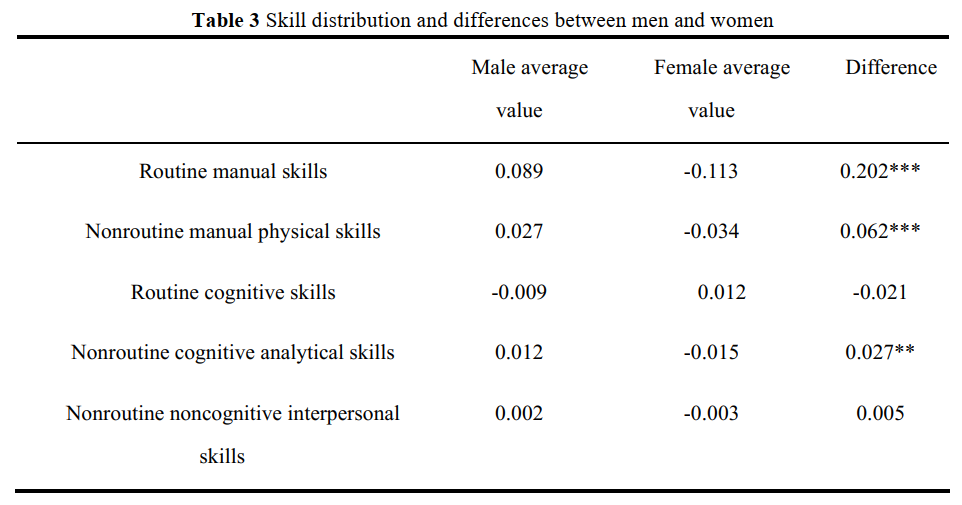 Table 3 Skill distribution and differences between men and women
Male average Female average Difference
value value
Routine manual skills 0.089 -0.113 0.202***
Nonroutine manual physical skills 0.027 -0.034 0.062***
Routine cognitive skills -0.009 0.012 -0.021
Nonroutine cognitive analytical skills 0.012 -0.015 0.027**
Nonroutine noncognitive interpersonal 0.002 -0.003 0.005
skills